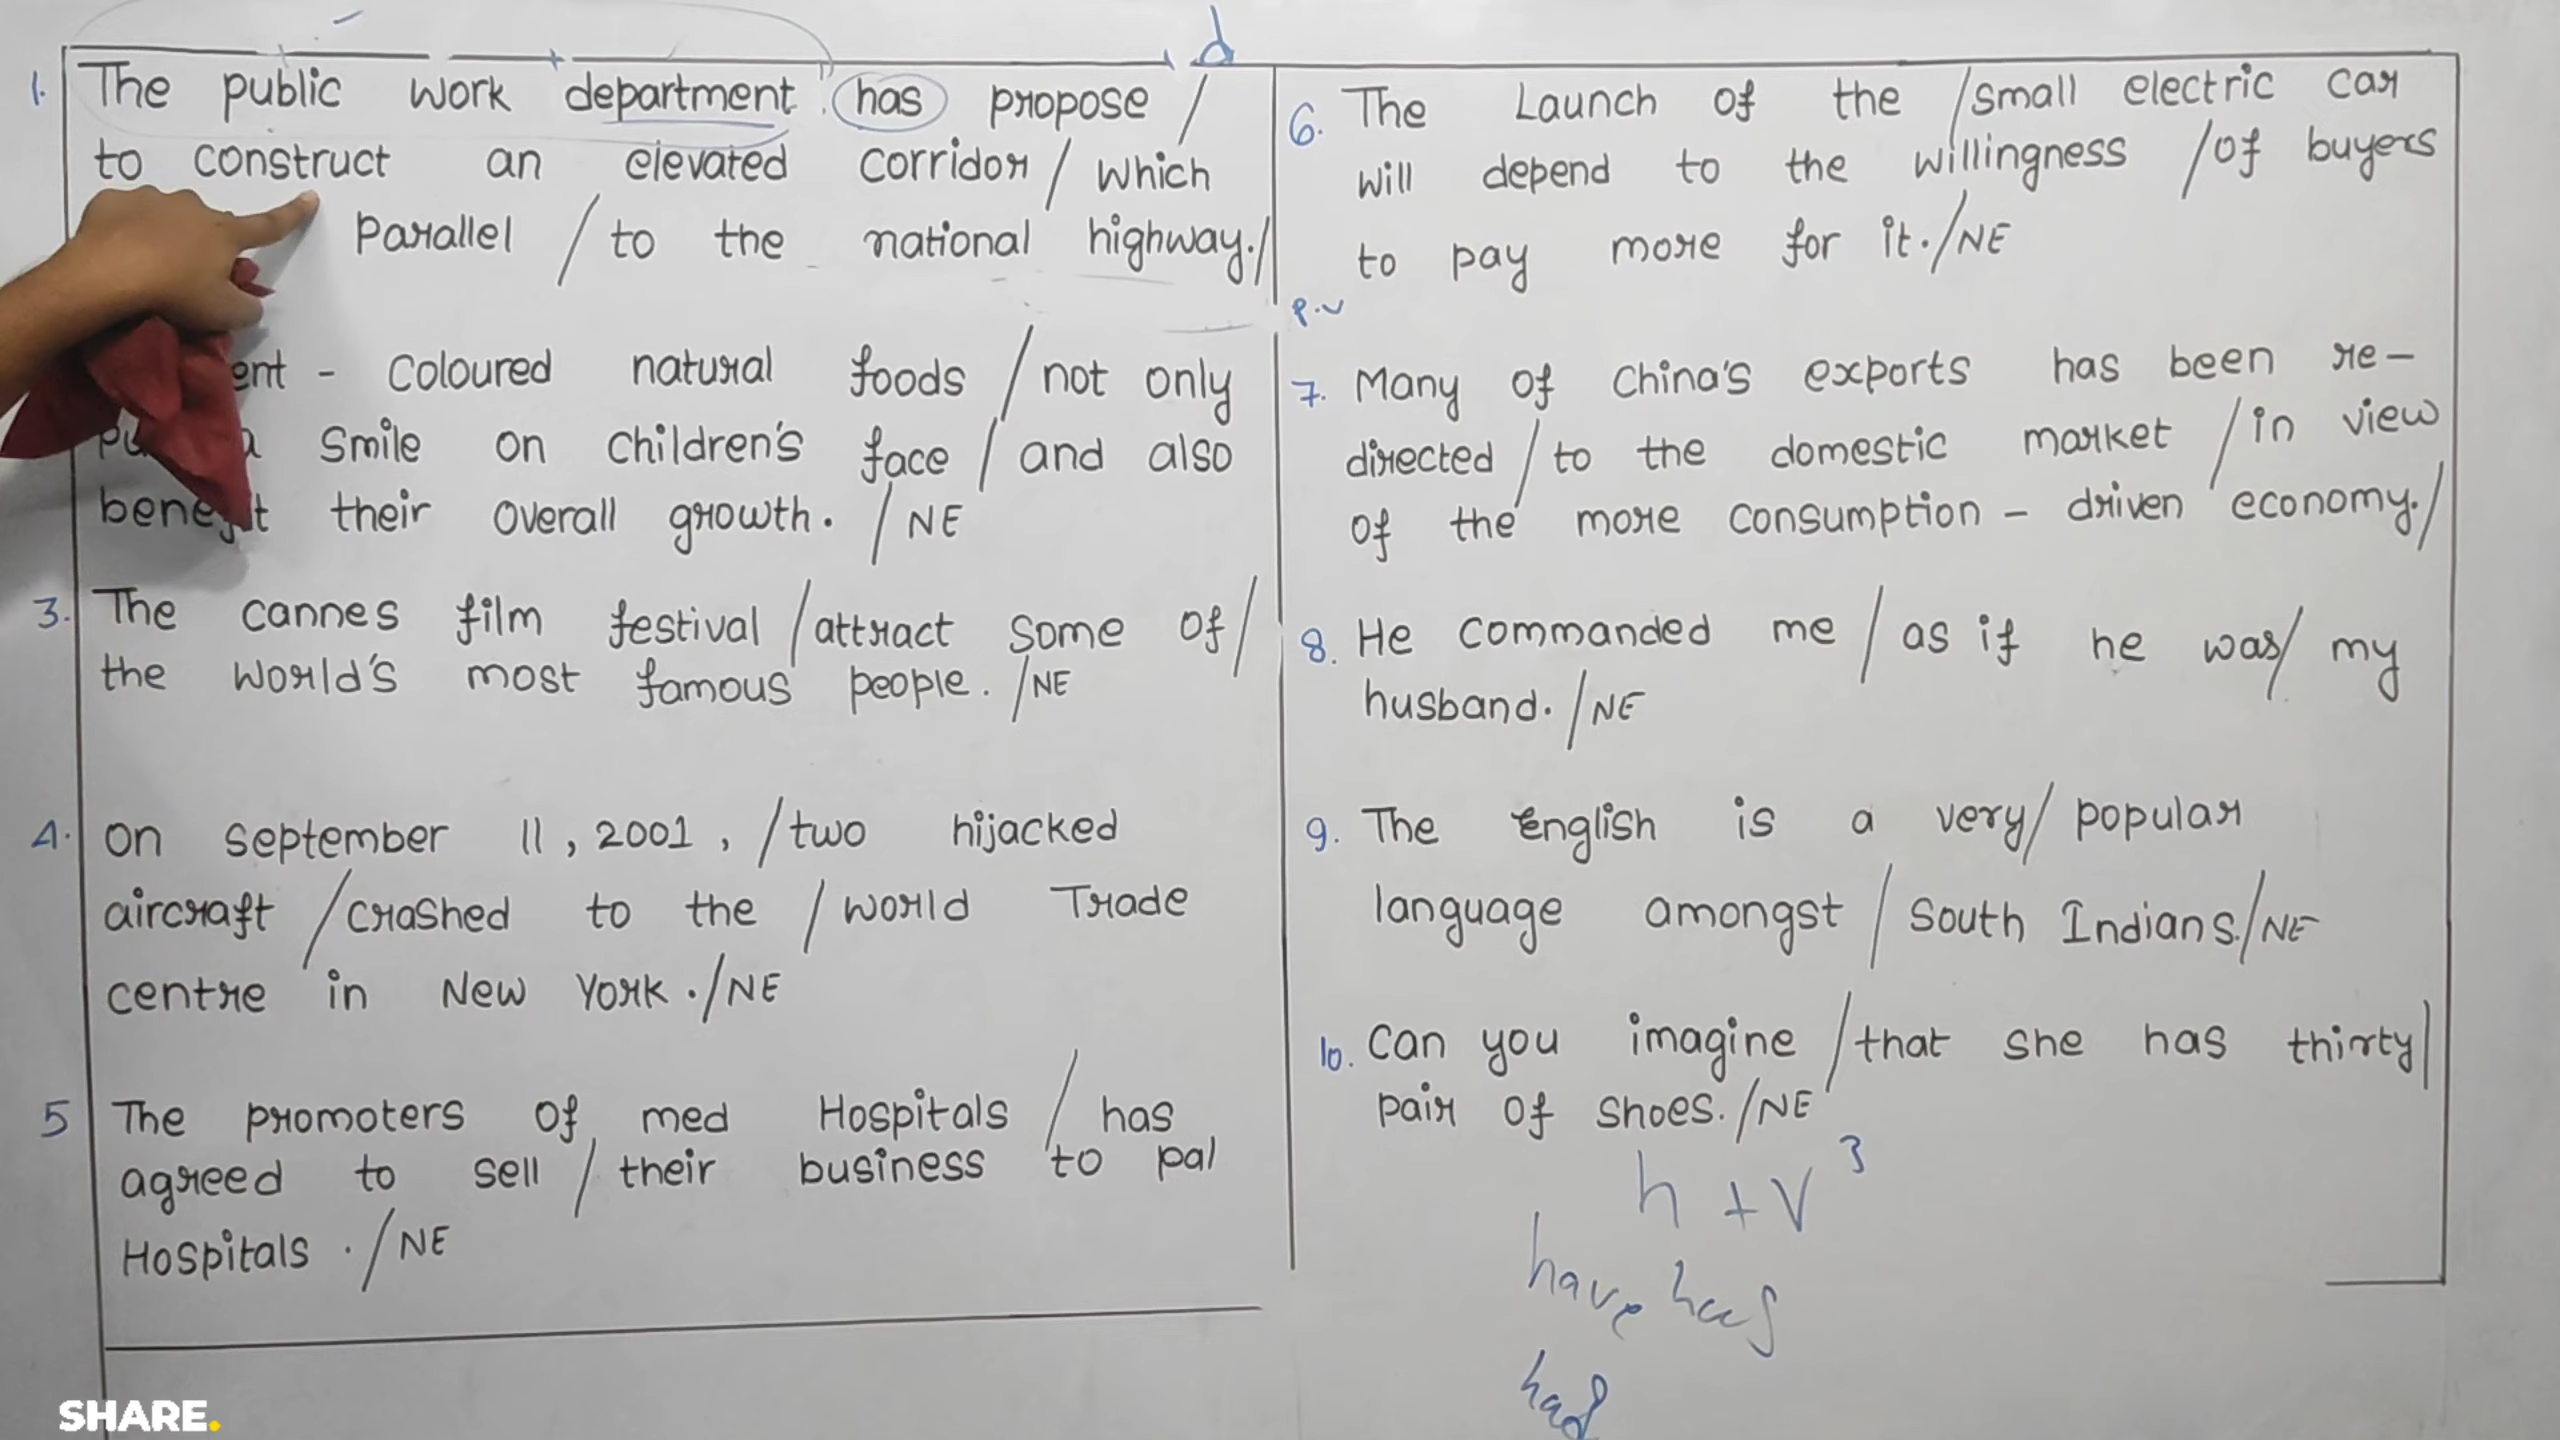 d
1. The public work department has propose /
to construct an elevated corridor / which
parallel / to the national highway. /
ent - coloured natural foods / not only
a smile on children's face / and also
benefit their overall growth. / NE
3. The cannes film festival / attract some of /
the world's most famous people. / NE
4. On september 11, 2001, / two hijacked
aircraft / crashed to the / world Trade
centre in New York. / NE
5 The promoters of med Hospitals / has
agreed to sell / their business to pal
Hospitals. / NE
6. The Launch of the / small electric car
will depend to the willingness / of buyers
to pay more for it. / NE
P.V
7. Many of china's exports has been re-
directed / to the domestic market / in view
of the more consumption - driven economy. /
8. He commanded me / as if he was / my
husband. / NE
9. The English is a very / popular
language amongst / south Indians. / NE
10. Can you imagine / that she has thirty /
pair of shoes. / NE
h + V3
have has
had
SHARE.